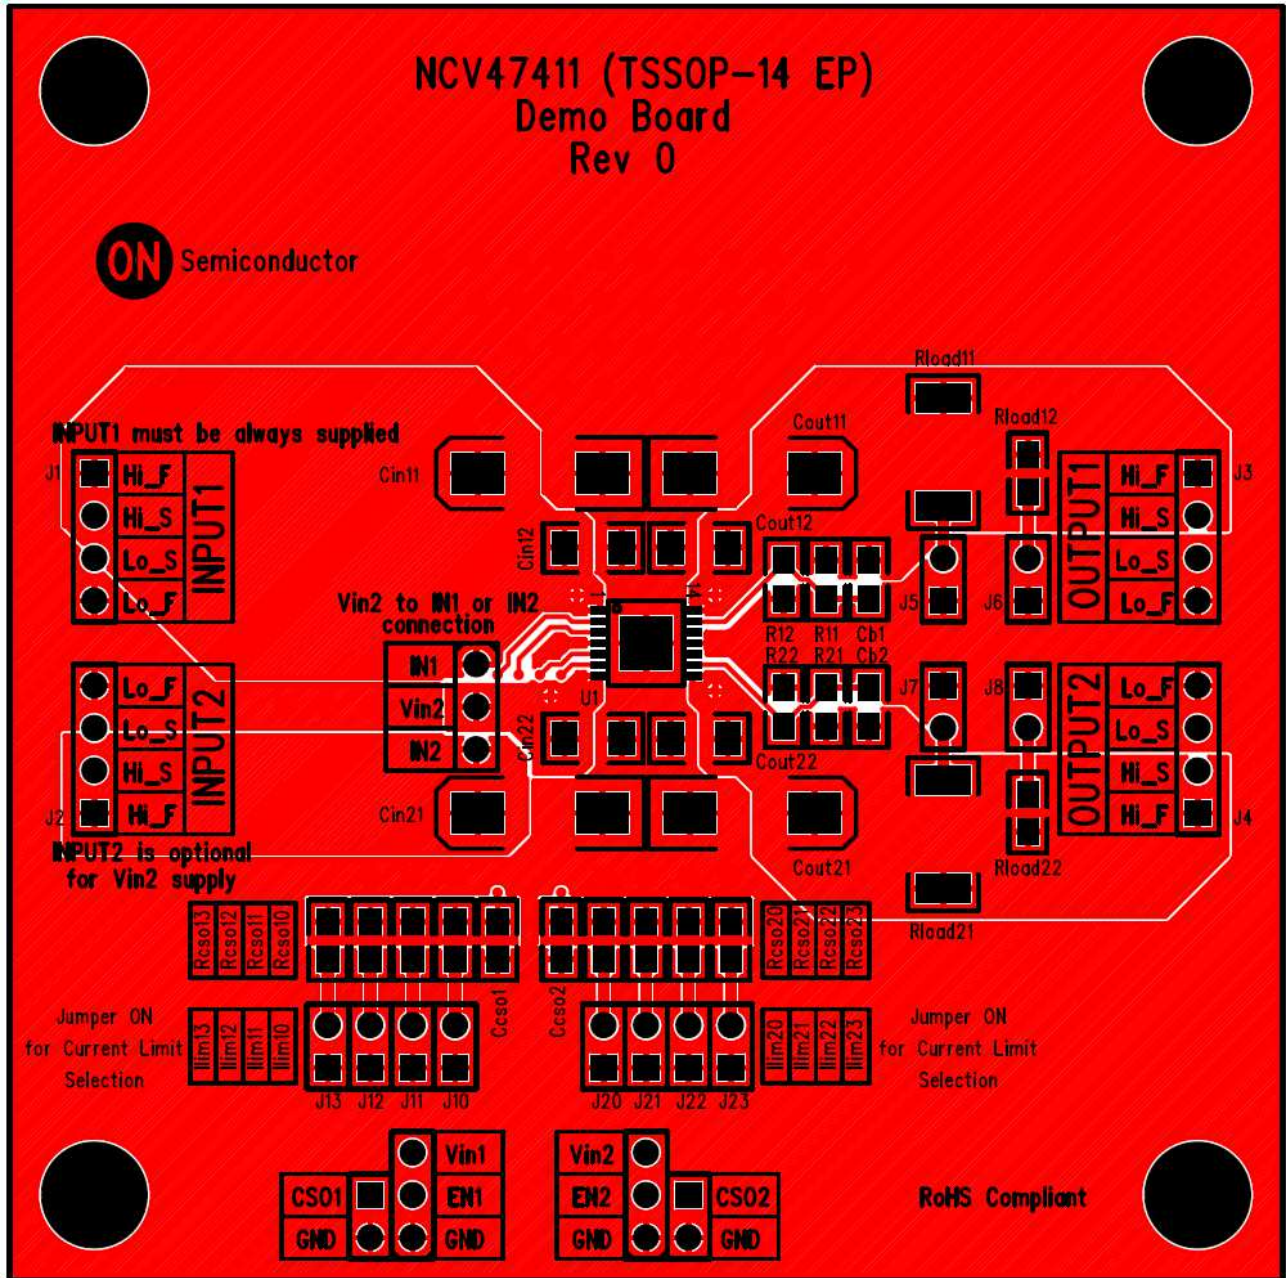 NCV47411 (TSSOP-14 EP)
Demo Board
Rev 0
ON Semiconductor
Rload11
Cout11
Rload12
INPUT1 must be always supplied
J1
Hi_F
Hi_S
Lo_S
Lo_F
INPUT1
Cin11
Cin12
Cout12
OUTPUT1
Hi_F
Hi_S
Lo_S
Lo_F
J3
J5
J6
Vin2 to IN1 or IN2
connection
IN1
Vin2
IN2
1
14
8
U1
R12 R11 Cb1
R22 R21 Cb2
J7
J8
Lo_F
Lo_S
Hi_S
Hi_F
INPUT2
J2
OUTPUT2
Lo_F
Lo_S
Hi_S
Hi_F
J4
Cin22
Cout22
Cin21
Cout21
Rload22
Rload21
INPUT2 is optional
for Vin2 supply
Rcso13
Rcso12
Rcso11
Rcso10
Ccso1
Ccso2
Rcso20
Rcso21
Rcso22
Rcso23
Jumper ON
for Current Limit
Selection
Ilim13
Ilim12
Ilim11
Ilim10
Ilim20
Ilim21
Ilim22
Ilim23
Jumper ON
for Current Limit
Selection
J13 J12 J11 J10
J20 J21 J22 J23
Vin1
CSO1 EN1
GND GND
Vin2
EN2 CSO2
GND GND
RoHS Compliant